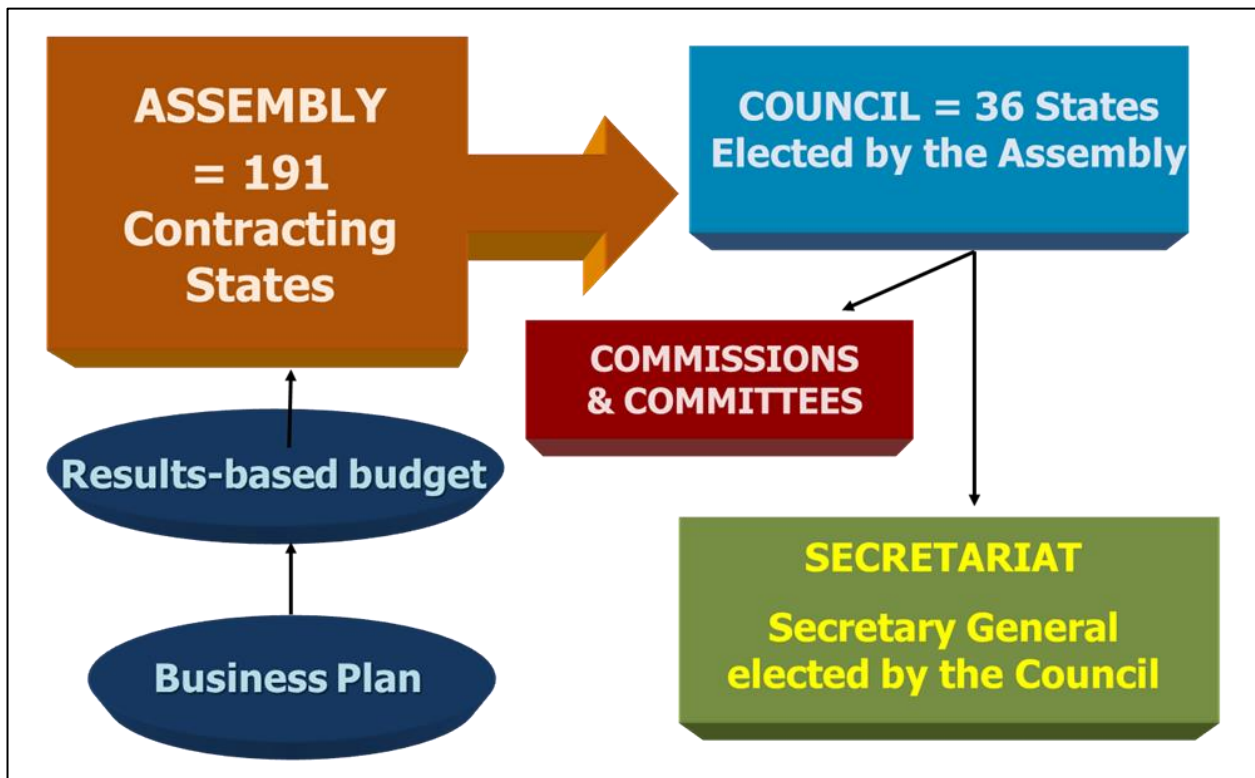 ASSEMBLY
= 191
Contracting
States
COUNCIL = 36 States
Elected by the Assembly
COMMISSIONS
& COMMITTEES
Results-based budget
Business Plan
SECRETARIAT
Secretary General
elected by the Council